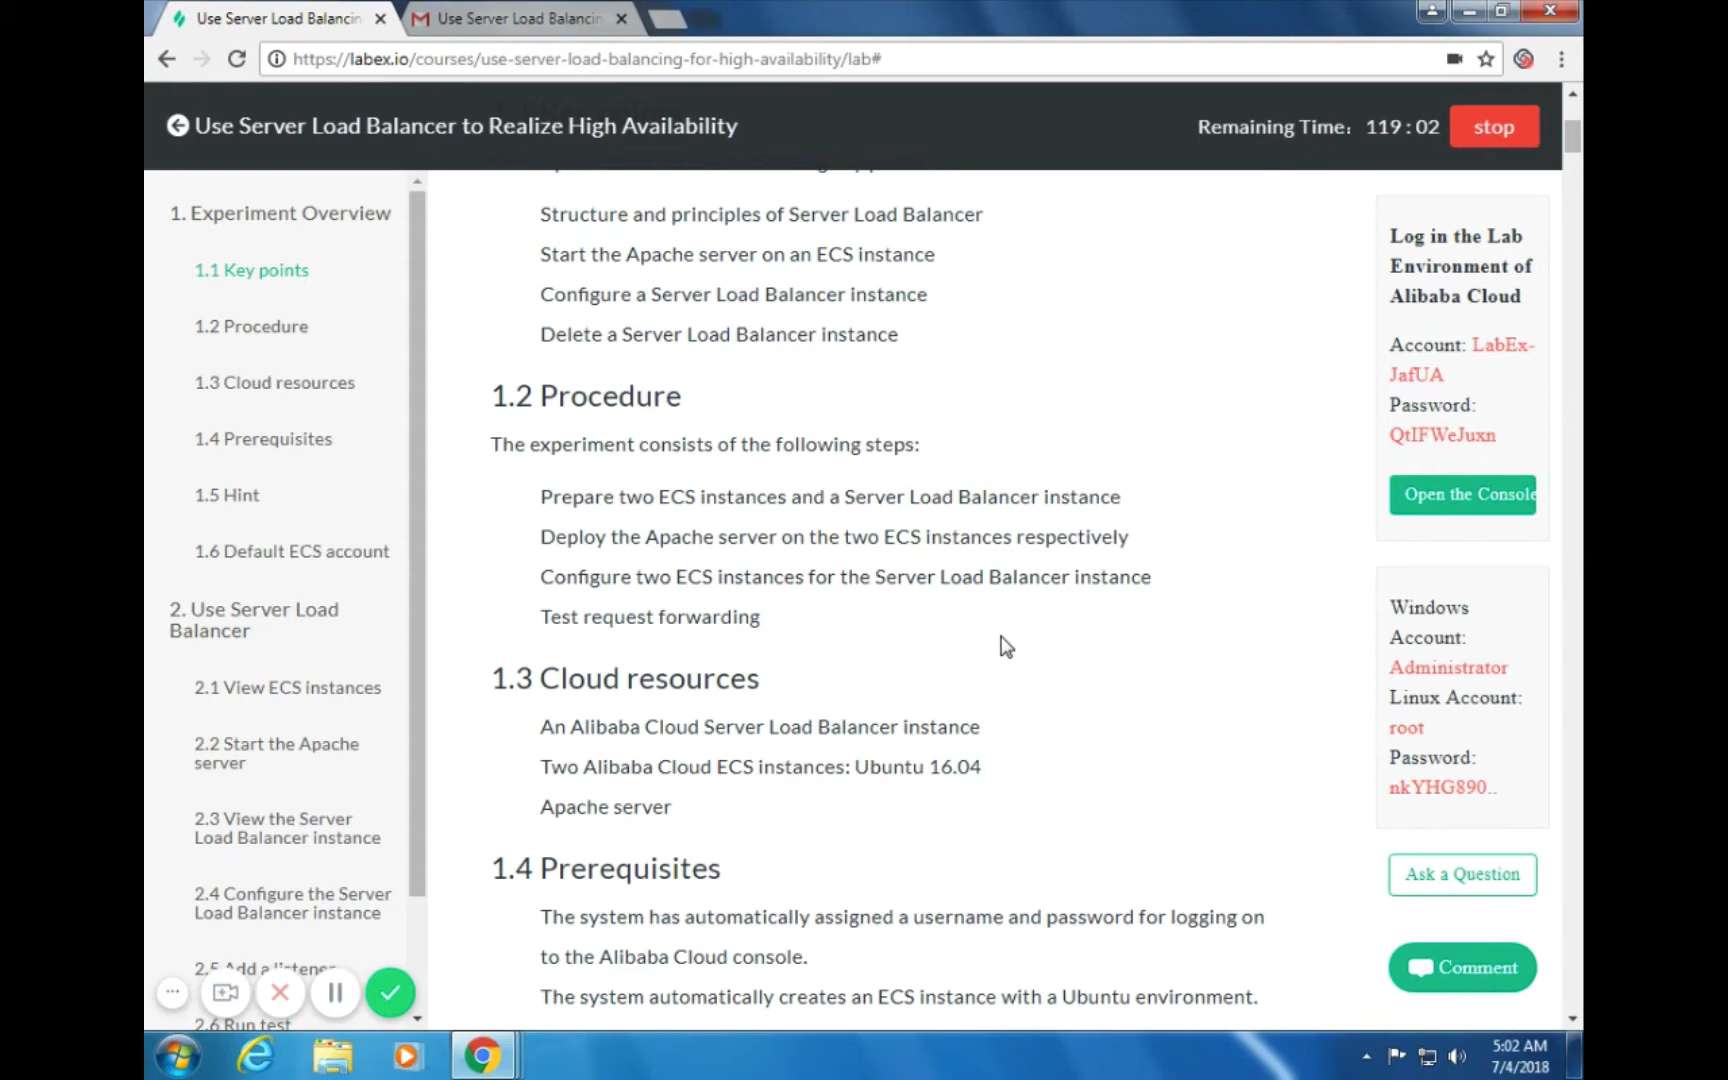 Use Server Load Balancin
Use Server Load Balancin
https://labex.io/courses/use-server-load-balancing-for-high-availability/lab#
Use Server Load Balancer to Realize High Availability
Remaining Time: 119 : 02
stop
1. Experiment Overview
1.1 Key points
1.2 Procedure
1.3 Cloud resources
1.4 Prerequisites
1.5 Hint
1.6 Default ECS account
2. Use Server Load
Balancer
2.1 View ECS instances
2.2 Start the Apache
server
2.3 View the Server
Load Balancer instance
2.4 Configure the Server
Load Balancer instance
2.5 Add a listener
2.6 Run test
Structure and principles of Server Load Balancer
Start the Apache server on an ECS instance
Configure a Server Load Balancer instance
Delete a Server Load Balancer instance
1.2 Procedure
The experiment consists of the following steps:
Prepare two ECS instances and a Server Load Balancer instance
Deploy the Apache server on the two ECS instances respectively
Configure two ECS instances for the Server Load Balancer instance
Test request forwarding
1.3 Cloud resources
An Alibaba Cloud Server Load Balancer instance
Two Alibaba Cloud ECS instances: Ubuntu 16.04
Apache server
1.4 Prerequisites
The system has automatically assigned a username and password for logging on
to the Alibaba Cloud console.
The system automatically creates an ECS instance with a Ubuntu environment.
Log in the Lab
Environment of
Alibaba Cloud
Account: LabEx-
JafUA
Password:
QtIFWeJuxn
Open the Console
Windows
Account:
Administrator
Linux Account:
root
Password:
nkYHG890..
Ask a Question
Comment
5:02 AM
7/4/2018